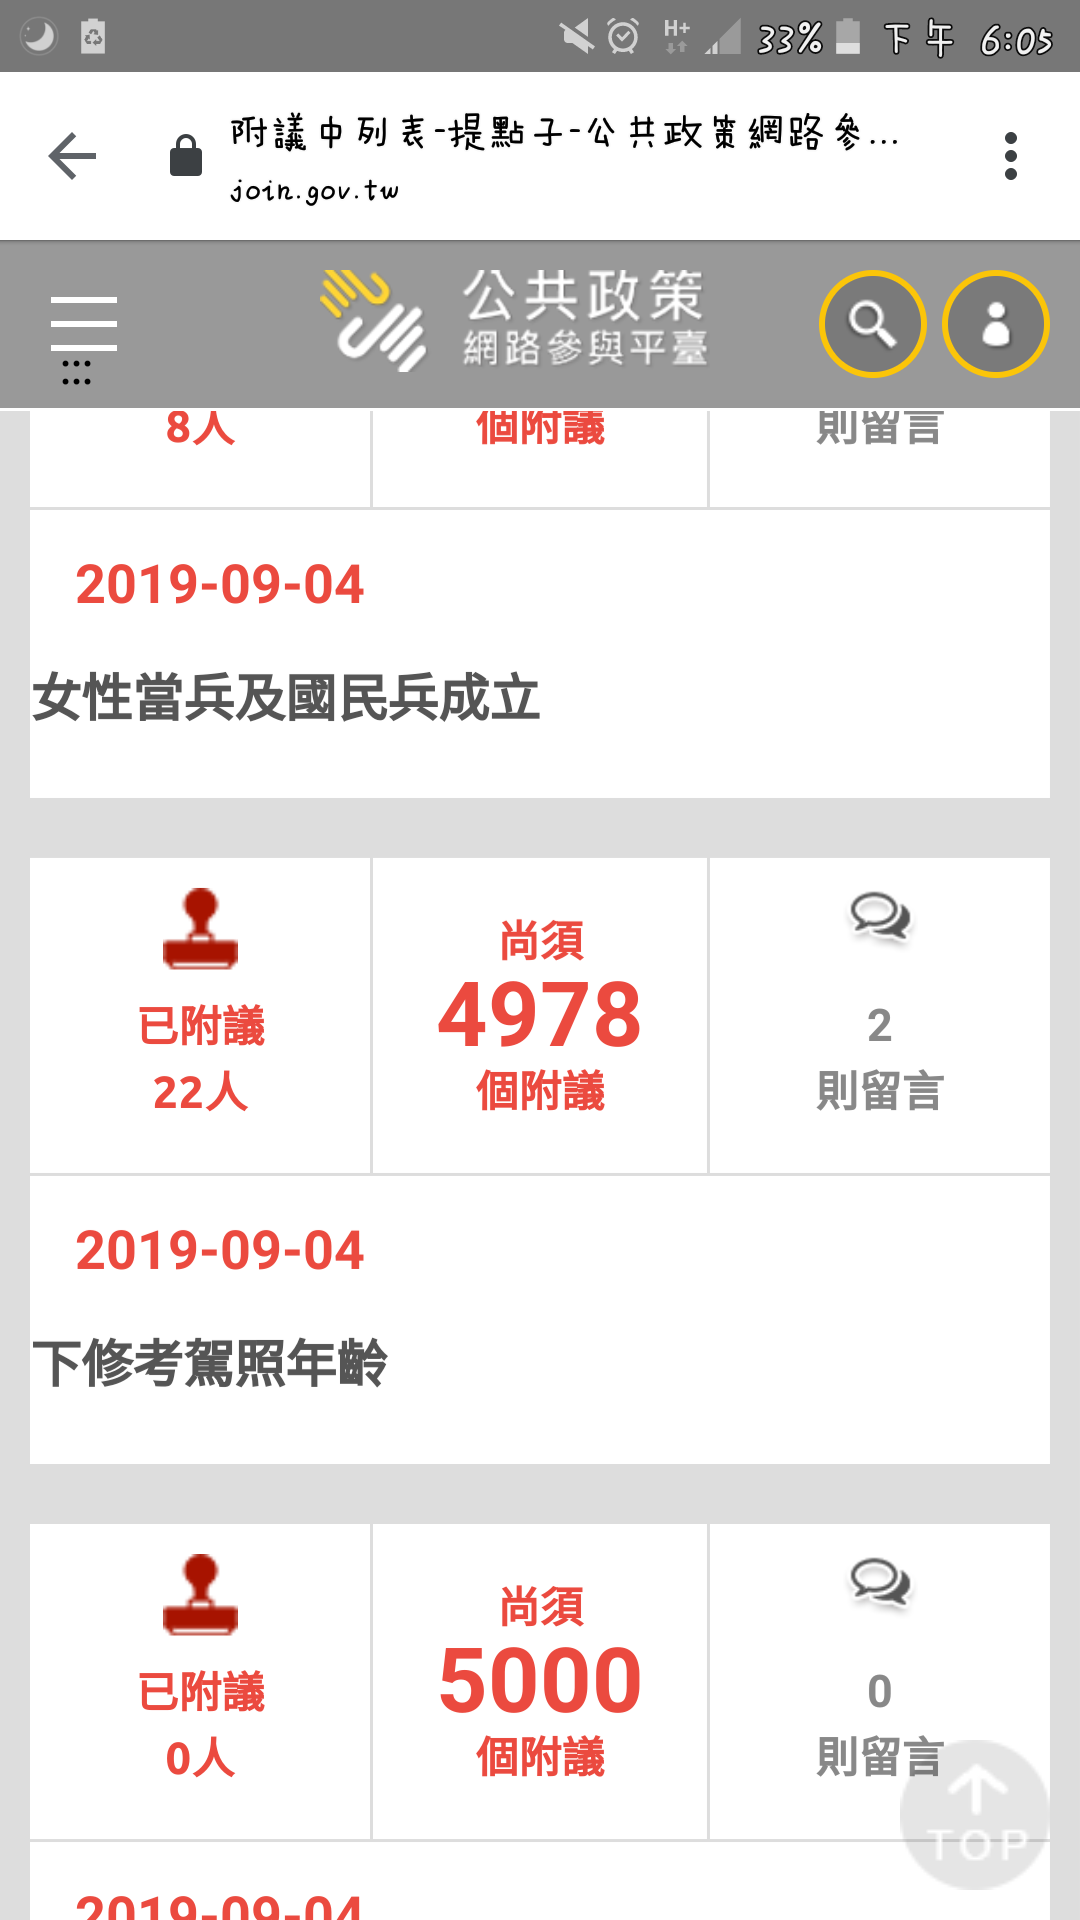 H+ 33% 下午 6:05
附議中列表-提點子-公共政策網路參...
join.gov.tw
公共政策
網路參與平臺
8人
個附議
則留言
2019-09-04
女性當兵及國民兵成立
已附議
22人
尚須
4978
個附議
2
則留言
2019-09-04
下修考駕照年齡
已附議
0人
尚須
5000
個附議
0
則留言
TOP
2019-09-04